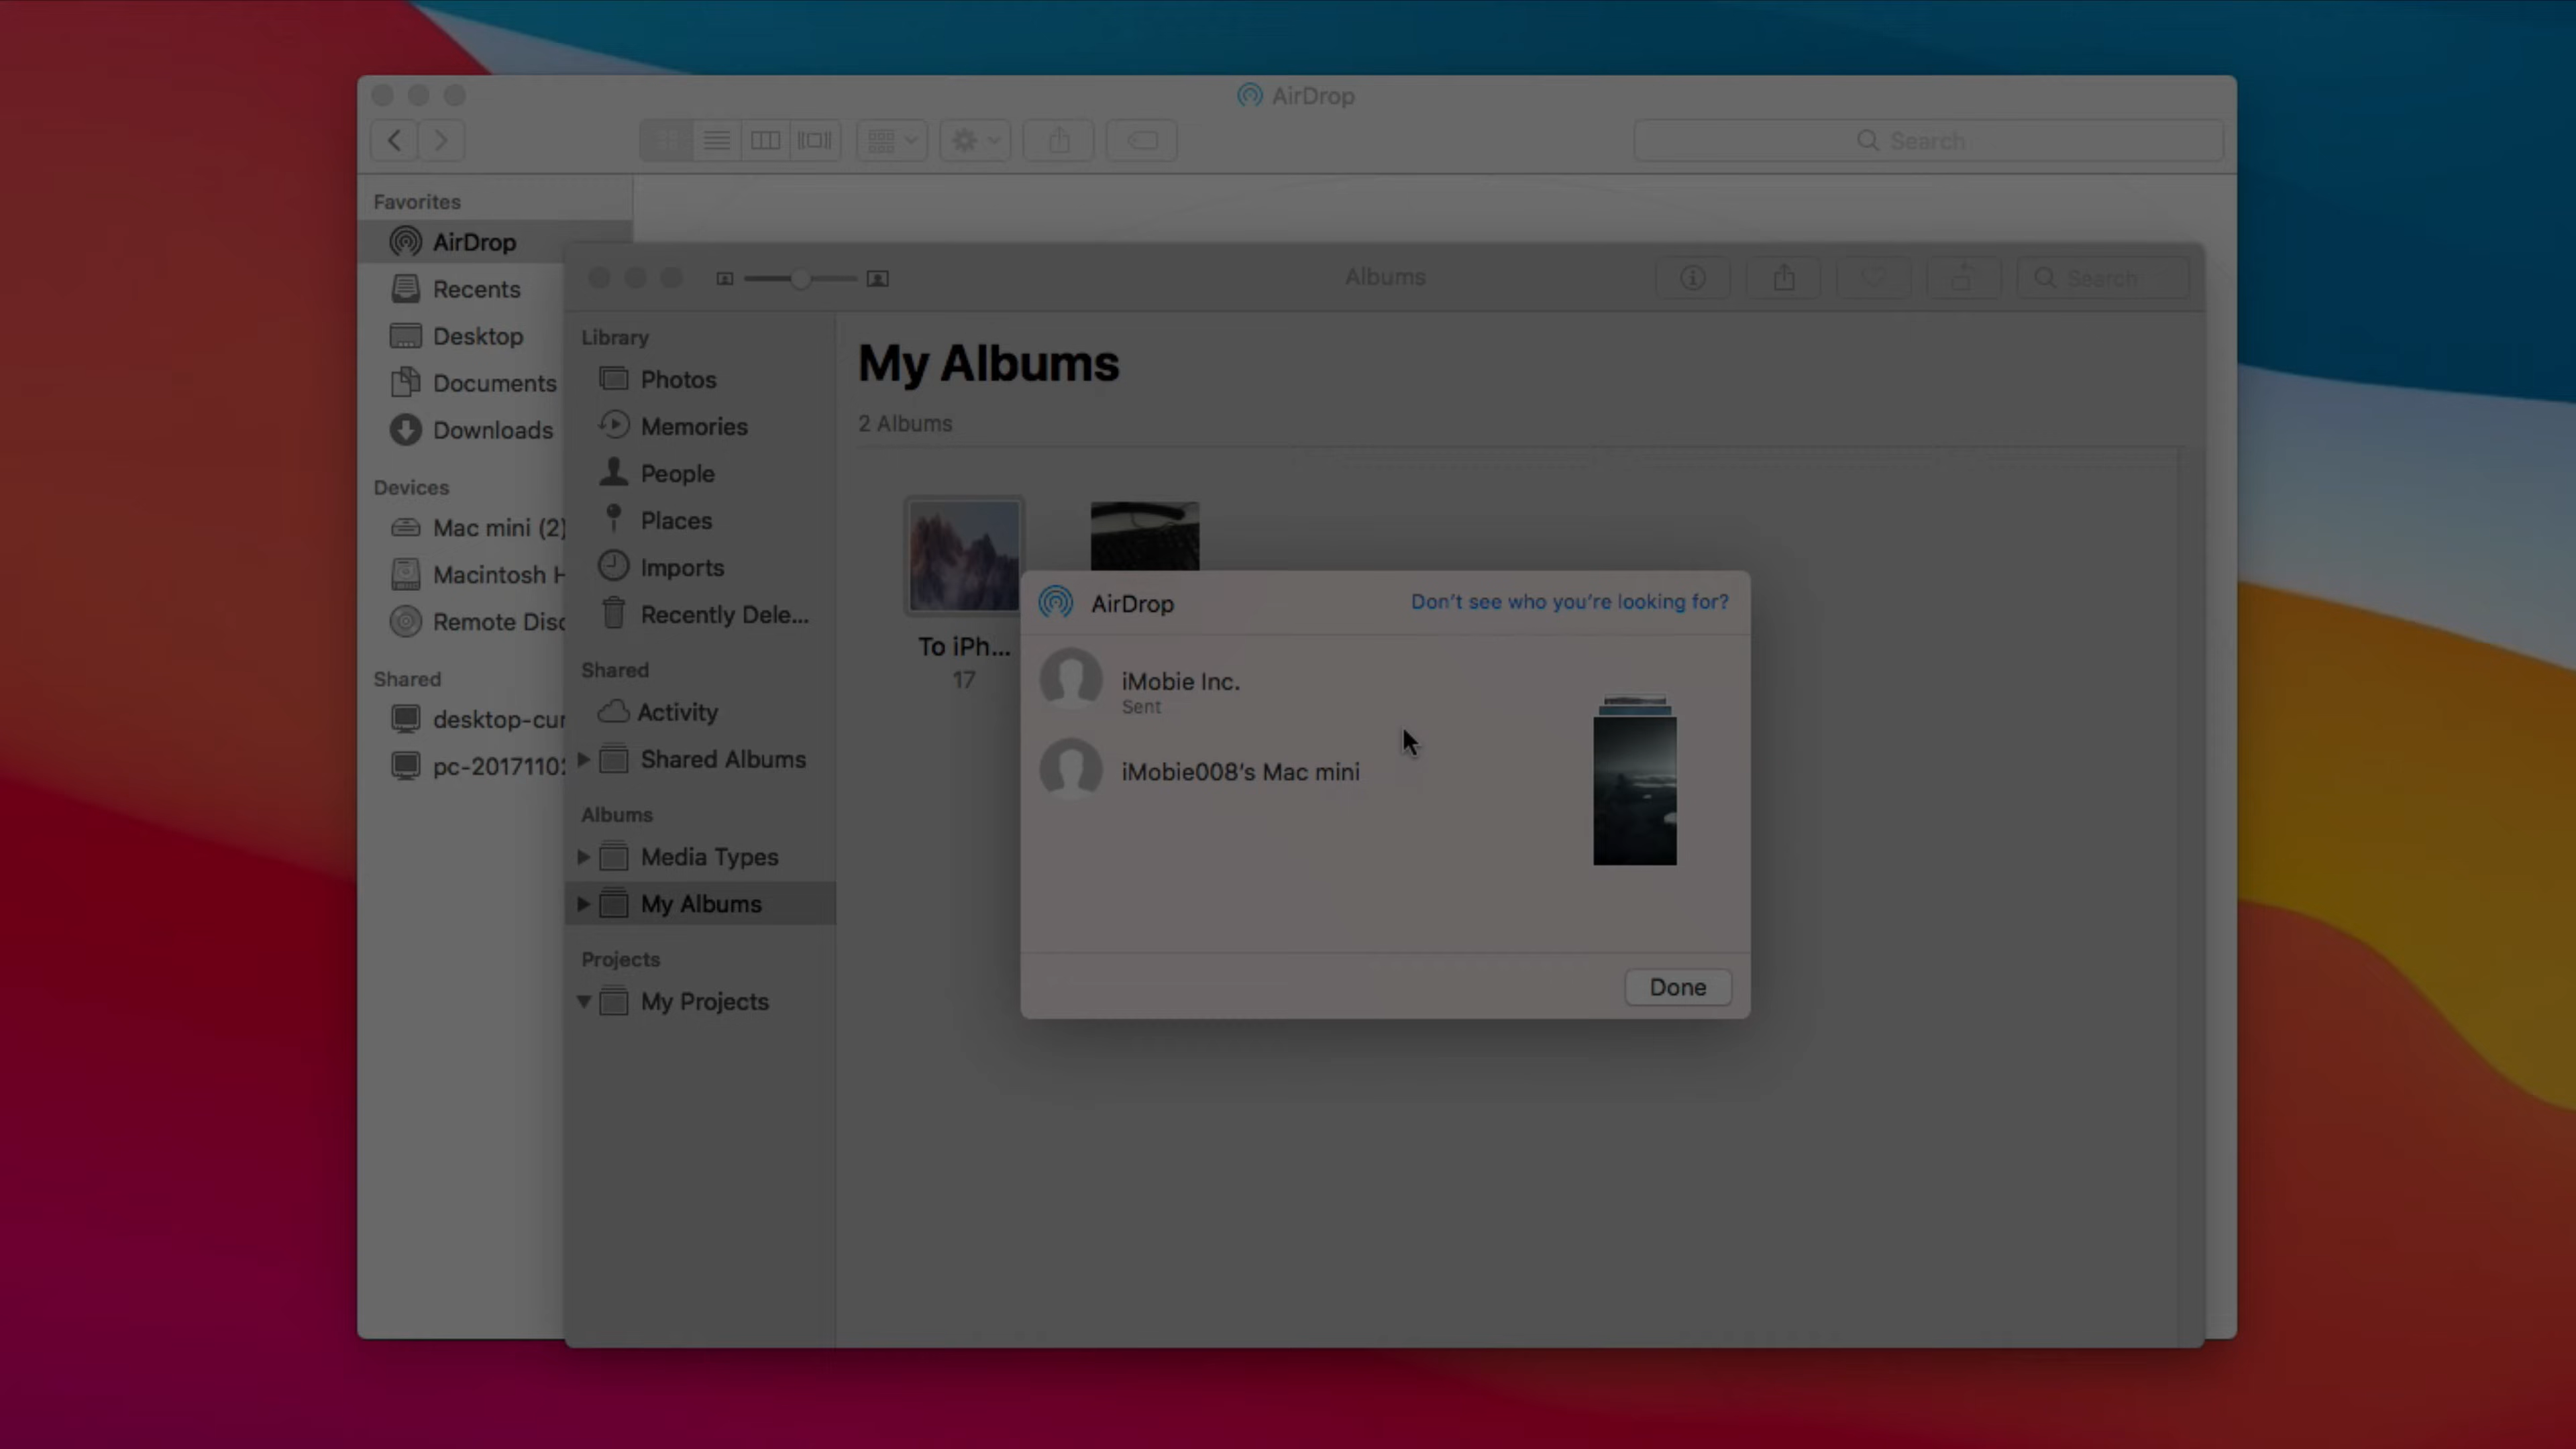 AirDrop
Search
Favorites
AirDrop
Recents
Desktop
Documents
Downloads
Devices
Mac mini (2)
Macintosh H
Remote Disc
Shared
desktop-cur
pc-20171102
Albums
Search
Library
Photos
Memories
People
Places
Imports
Recently Dele...
Shared
Activity
Shared Albums
Albums
Media Types
My Albums
Projects
My Projects
My Albums
2 Albums
To iPh...
17
AirDrop
Don't see who you're looking for?
iMobie Inc.
Sent
iMobie008's Mac mini
Done